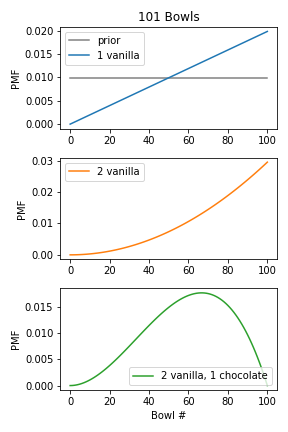 101 Bowls
0.020
0.015
0.010
0.005
0.000
PMF
prior
1 vanilla
0 20 40 60 80 100
0.03
0.02
0.01
0.00
PMF
2 vanilla
0 20 40 60 80 100
0.015
0.010
0.005
0.000
PMF
2 vanilla, 1 chocolate
0 20 40 60 80 100
Bowl #